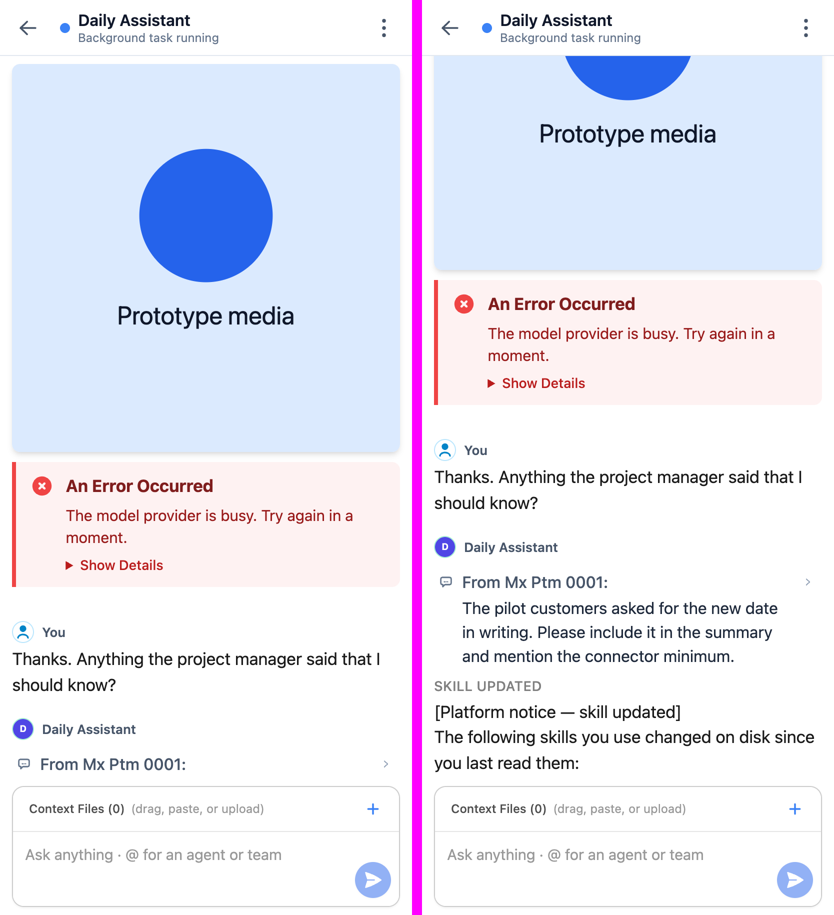 Daily Assistant
Background task running
Prototype media
An Error Occurred
The model provider is busy. Try again in a
moment.
Show Details
You
Thanks. Anything the project manager said that I
should know?
D
Daily Assistant
From Mx Ptm 0001:
Context Files (0) (drag, paste, or upload)
Ask anything · @ for an agent or team
Daily Assistant
Background task running
Prototype media
An Error Occurred
The model provider is busy. Try again in a
moment.
Show Details
You
Thanks. Anything the project manager said that I
should know?
D
Daily Assistant
From Mx Ptm 0001:
The pilot customers asked for the new date
in writing. Please include it in the summary
and mention the connector minimum.
SKILL UPDATED
[Platform notice — skill updated]
The following skills you use changed on disk since
you last read them:
Context Files (0) (drag, paste, or upload)
Ask anything · @ for an agent or team